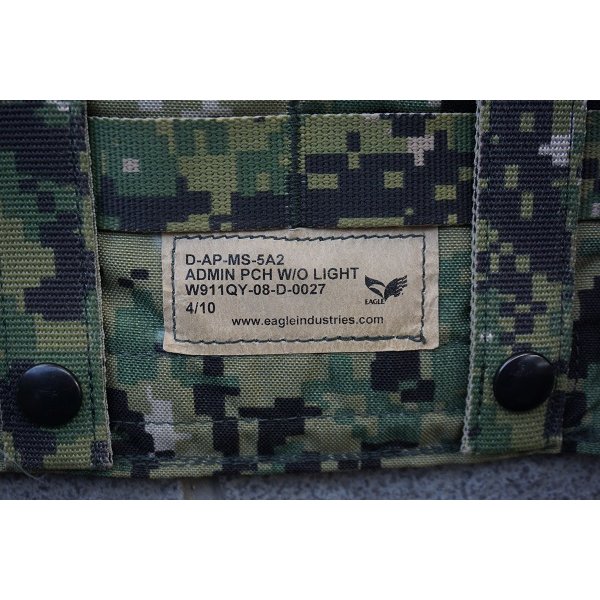 D-AP-MS-5A2
ADMIN PCH W/O LIGHT
W911QY-08-D-0027
4/10
EAGLE
www.eagleindustries.com